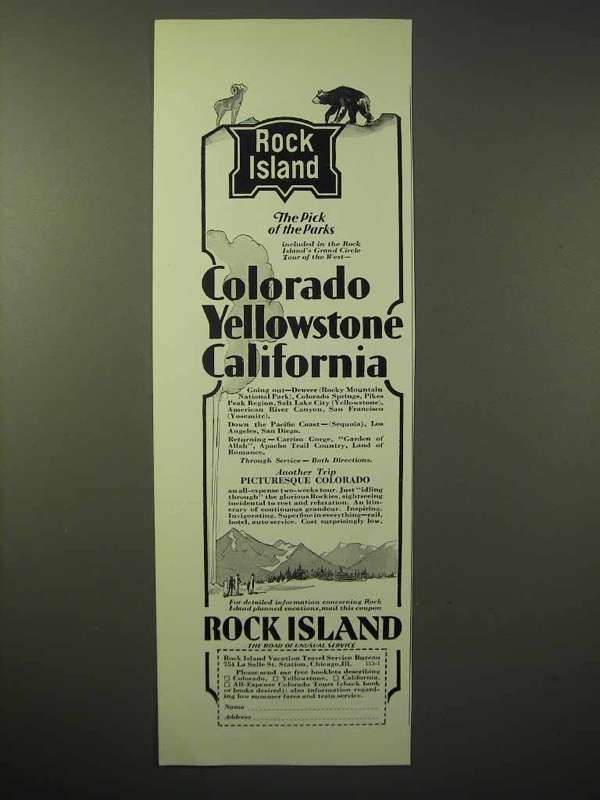 Rock
Island
The Pick
of the Parks
included in the Rock
Island's Grand Circle
Tour of the West—
Colorado
Yellowstone
California
Going out—Denver (Rocky Mountain
National Park), Colorado Springs, Pikes
Peak Region, Salt Lake City (Yellowstone),
American River Canyon, San Francisco
(Yosemite),
Down the Pacific Coast—(Sequoia), Los
Angeles, San Diego.
Returning—Carriso Gorge, "Garden of
Allah", Apache Trail Country, Land of
Romance.
Through Service—Both Directions.
Another Trip
PICTURESQUE COLORADO
an all-expense two-weeks tour. Just "idling
through" the glorious Rockies, sightseeing
incidental to rest and relaxation. An itin-
erary of continuous grandeur. Inspiring.
Invigorating. Superfine in everything—rail,
hotel, auto service. Cost surprisingly low.
For detailed information concerning Rock
Island planned vacations, mail this coupon
ROCK ISLAND
THE ROAD OF UNUSUAL SERVICE
Rock Island Vacation Travel Service Bureau
754 La Salle St. Station, Chicago, Ill.
Please send me free booklets describing
Colorado, Yellowstone, California.
All-Expense Colorado Tours (check book
or books desired); also information regard-
ing low summer fares and train service.
Name
Address